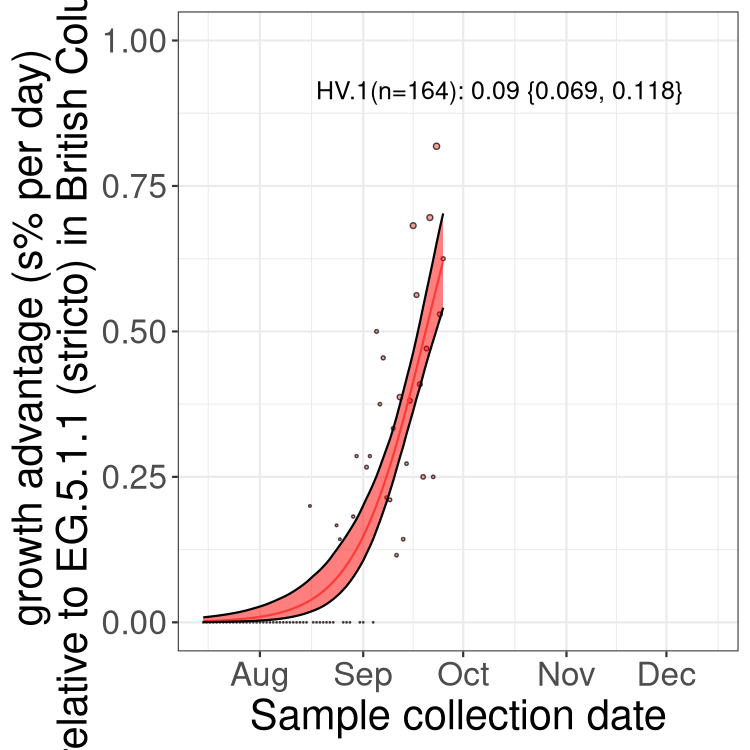 growth advantage (s% per day)
relative to EG.5.1.1 (stricto) in British Colu
1.00
0.75
0.50
0.25
0.00
HV.1(n=164): 0.09 {0.069, 0.118}
Aug Sep Oct Nov Dec
Sample collection date